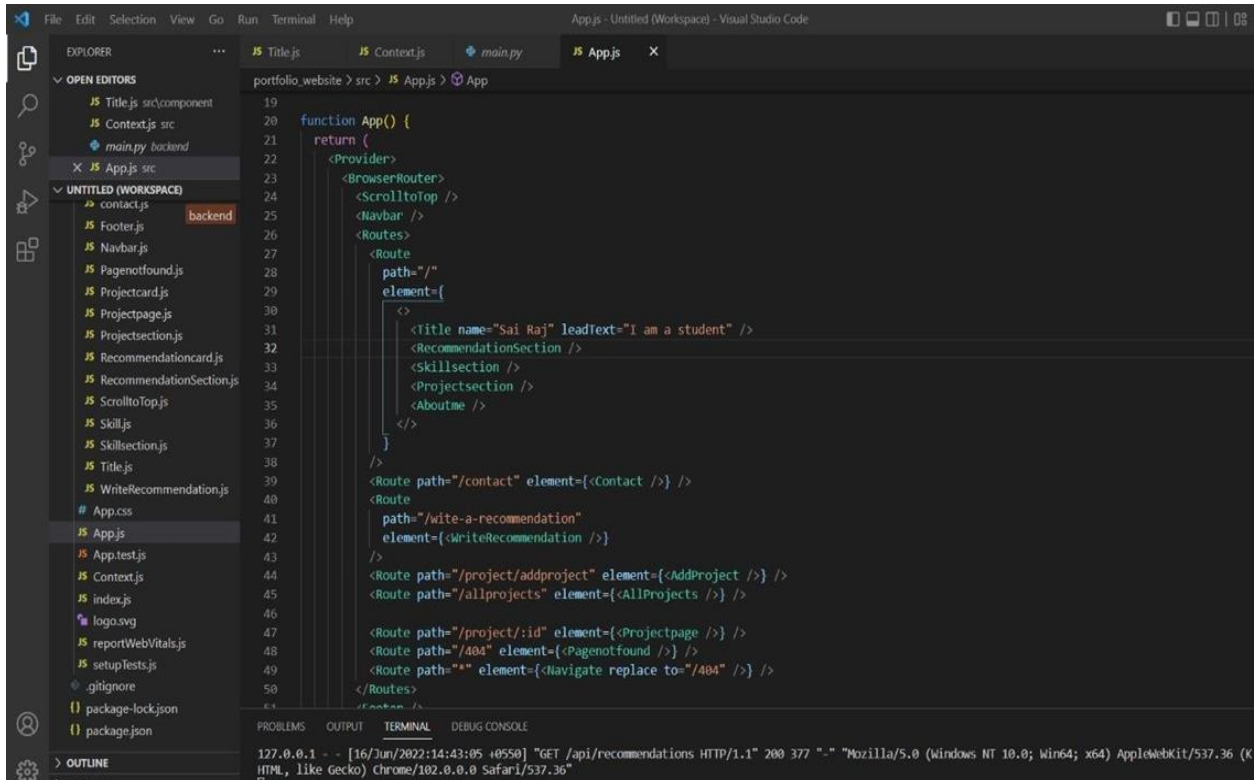 File Edit Selection View Go Run Terminal Help
App.js - Untitled (Workspace) - Visual Studio Code
EXPLORER ...
OPEN EDITORS
JS Title.js src\component
JS Context.js src
main.py backend
X JS App.js src
UNTITLED (WORKSPACE)
JS contact.js
backend
JS Footer.js
JS Navbar.js
JS Pagenotfound.js
JS Projectcard.js
JS Projectpage.js
JS Projectsection.js
JS Recommendationcard.js
JS RecommendationSection.js
JS ScrolltoTop.js
JS Skill.js
JS Skillsection.js
JS Title.js
JS WriteRecommendation.js
# App.css
JS App.js
JS App.test.js
JS Context.js
JS index.js
logo.svg
JS reportWebVitals.js
JS setupTests.js
.gitignore
{} package-lock.json
{} package.json
> OUTLINE
JS Title.js JS Context.js main.py JS App.js X
portfolio_website > src > JS App.js > App
19
20 function App() {
21 return (
22 <Provider>
23 <BrowserRouter>
24 <ScrolltoTop />
25 <Navbar />
26 <Routes>
27 <Route
28 path="/"
29 element={
30 <>
31 <Title name="Sai Raj" leadText="I am a student" />
32 <RecommendationSection />
33 <Skillsection />
34 <Projectsection />
35 <Aboutme />
36 </>
37 }
38 />
39 <Route path="/contact" element={<Contact />} />
40 <Route
41 path="/wite-a-recommendation"
42 element={<WriteRecommendation />}
43 />
44 <Route path="/project/addproject" element={<AddProject />} />
45 <Route path="/allprojects" element={<AllProjects />} />
46
47 <Route path="/project/:id" element={<Projectpage />} />
48 <Route path="/404" element={<Pagenotfound />} />
49 <Route path="*" element={<Navigate replace to="/404" />} />
50 </Routes>
51 <Footer />
PROBLEMS OUTPUT TERMINAL DEBUG CONSOLE
127.0.0.1 - - [16/Jun/2022:14:43:05 +0550] "GET /api/recommendations HTTP/1.1" 200 377 "-" "Mozilla/5.0 (Windows NT 10.0; Win64; x64) AppleWebKit/537.36 (K
HTML, like Gecko) Chrome/102.0.0.0 Safari/537.36"